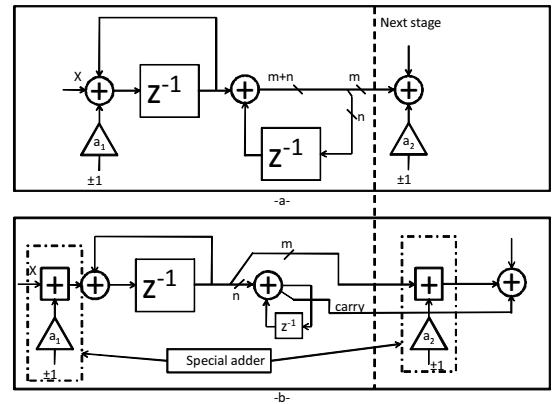 Next stage
X
z-1
m+n
m
n
a1
±1
z-1
a2
±1
-a-
X
z-1
m
n
z-1
carry
a1
±1
Special adder
a2
±1
-b-